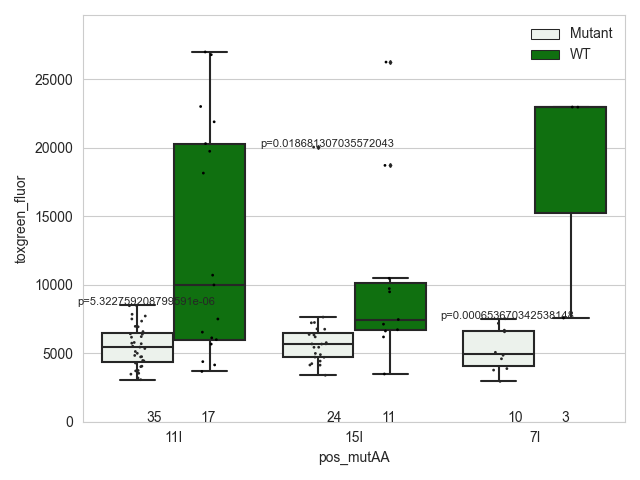 Mutant
WT
25000
20000
15000
10000
5000
0
toxgreen_fluor
p=0.018681307035572043
p=5.322759208799591e-06
p=0.000653670342538148
35 17 24 11 10 3
11I 15I 7I
pos_mutAA